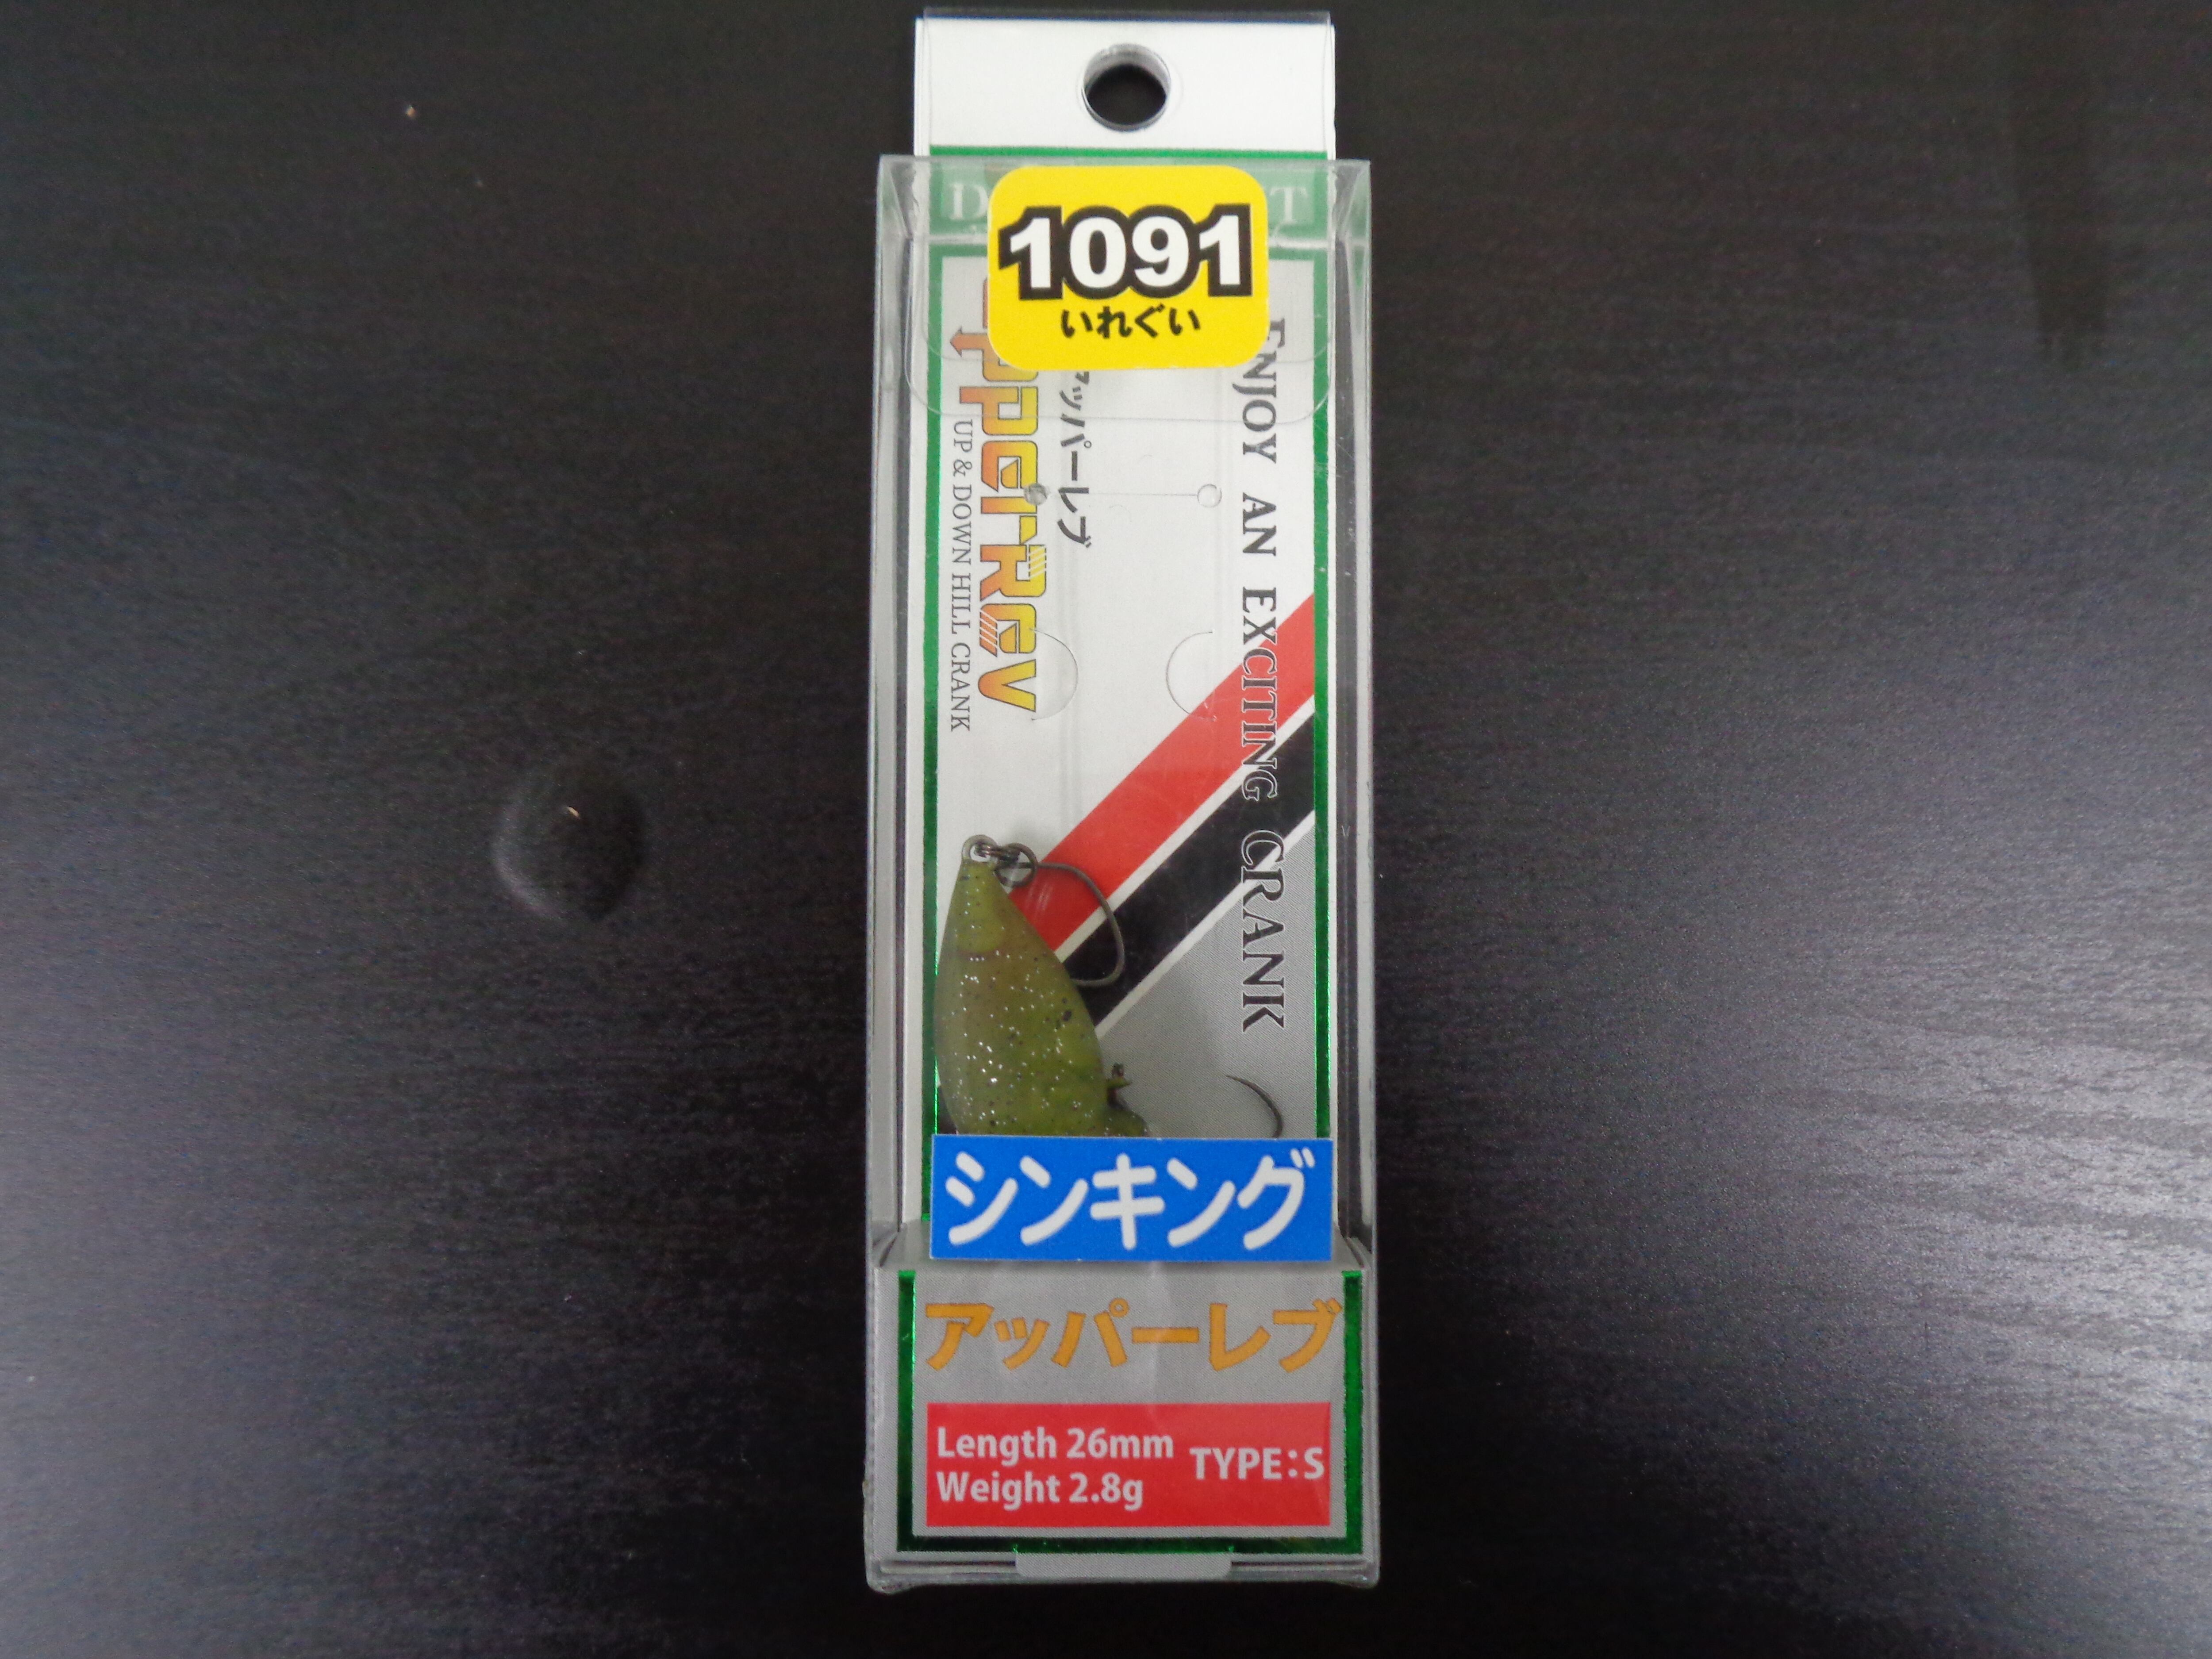 1091
いれぐい
アッパーレブ
UpperRev
UP & DOWN HILL CRANK
ENJOY AN EXCITING CRANK
シンキング
アッパーレブ
Length 26mm
Weight 2.8g
TYPE:S